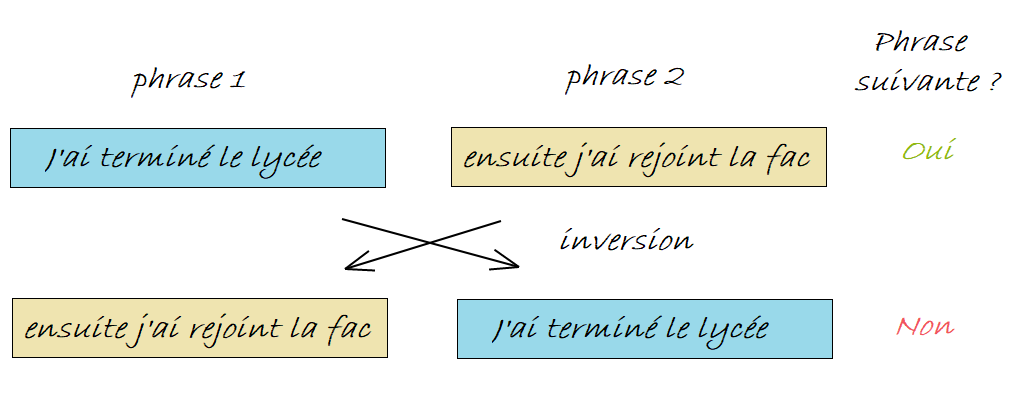 Phrase
suivante ?
phrase 1
phrase 2
J'ai terminé le lycée
ensuite j'ai rejoint la fac
Oui
inversion
ensuite j'ai rejoint la fac
J'ai terminé le lycée
Non